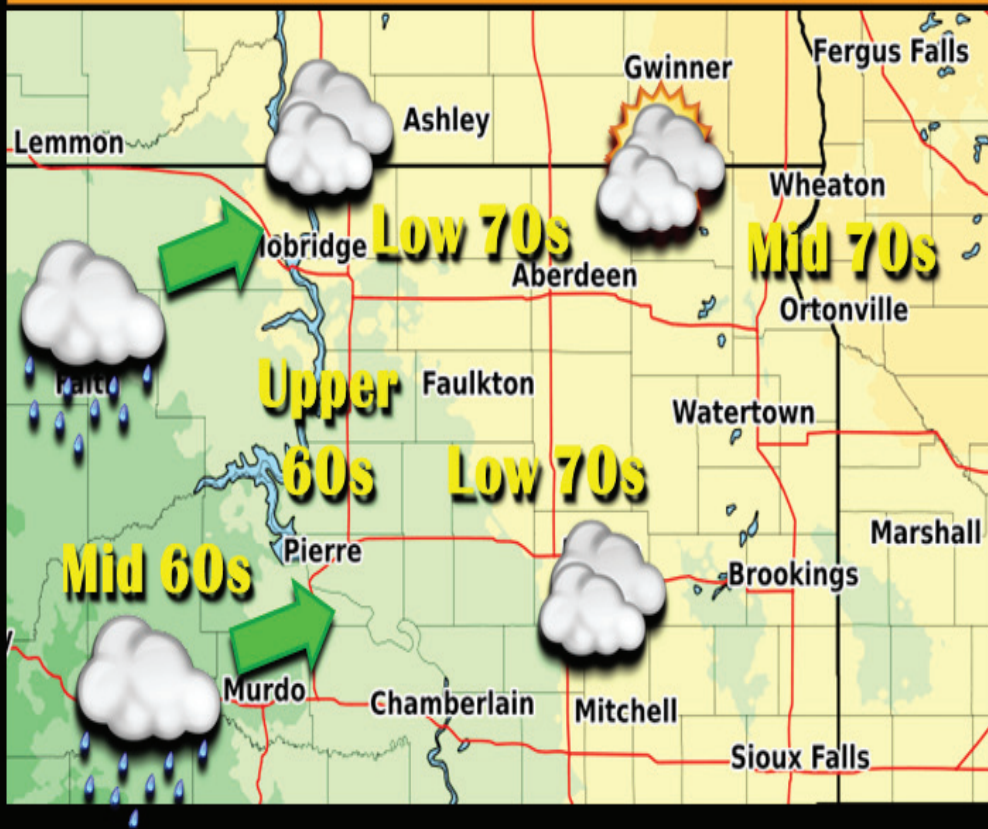 Fergus Falls
Gwinner
Ashley
Lemmon
Wheaton
Low 70s
Mid 70s
obridge
Aberdeen
Ortonville
Upper
60s
Faulkton
Watertown
Low 70s
Marshall
Pierre
Mid 60s
Brookings
Murdo
Chamberlain
Mitchell
Sioux Falls